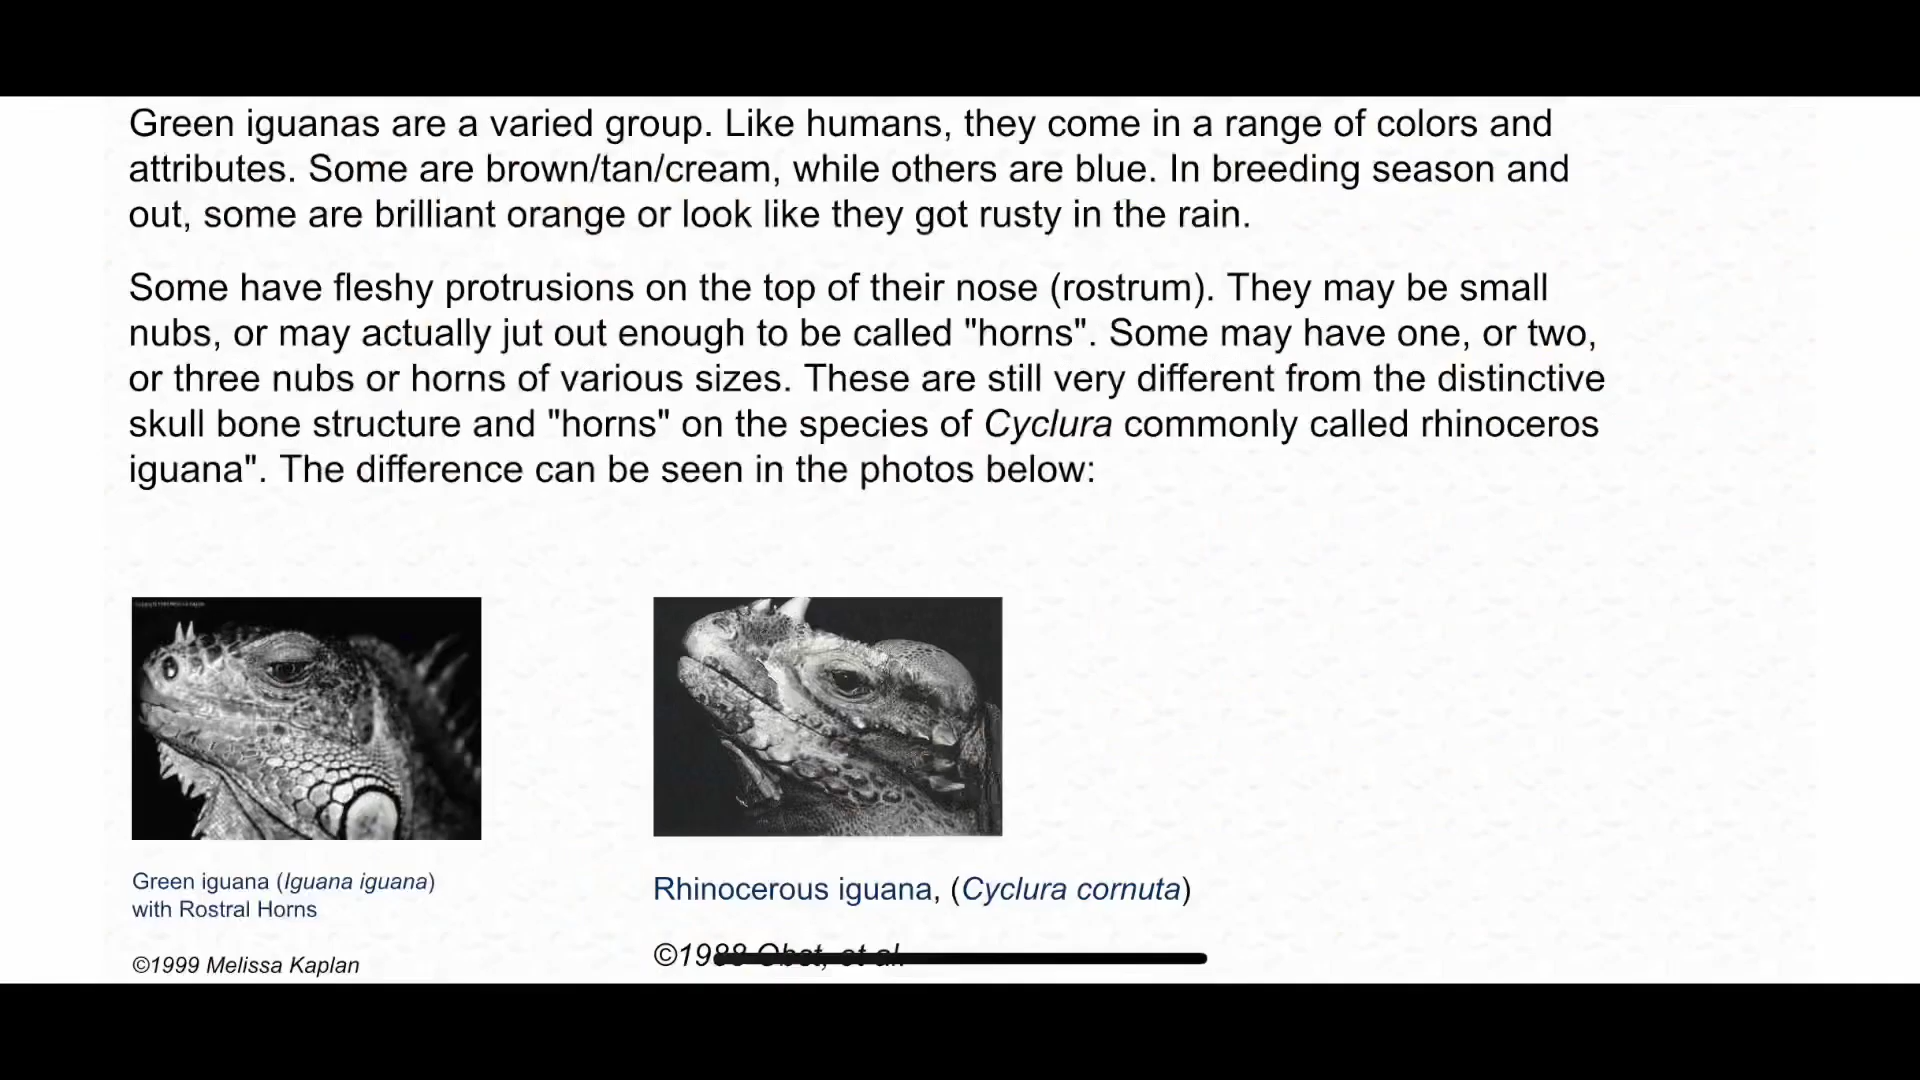 Green iguanas are a varied group. Like humans, they come in a range of colors and
attributes. Some are brown/tan/cream, while others are blue. In breeding season and
out, some are brilliant orange or look like they got rusty in the rain.
Some have fleshy protrusions on the top of their nose (rostrum). They may be small
nubs, or may actually jut out enough to be called "horns". Some may have one, or two,
or three nubs or horns of various sizes. These are still very different from the distinctive
skull bone structure and "horns" on the species of Cyclura commonly called rhinoceros
iguana". The difference can be seen in the photos below:
Green iguana (Iguana iguana)
with Rostral Horns
©1999 Melissa Kaplan
Rhinocerous iguana, (Cyclura cornuta)
©1988 Obst, et al.